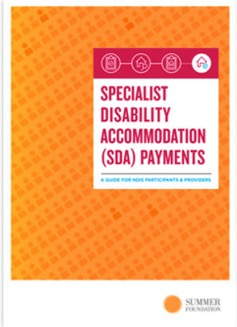 SPECIALIST
DISABILITY
ACCOMMODATION
(SDA) PAYMENTS
A GUIDE FOR NDIS PARTICIPANTS & PROVIDERS
SUMMER
FOUNDATION